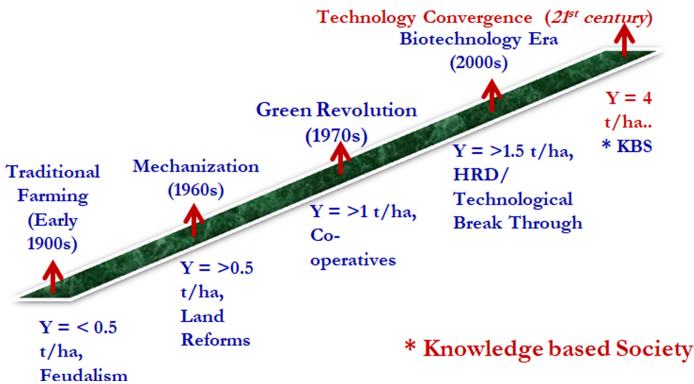 Technology Convergence (21st century)
Biotechnology Era
(2000s)
Green Revolution
(1970s)
Mechanization
(1960s)
Traditional
Farming
(Early
1900s)
Y = < 0.5
t/ha,
Feudalism
Y = >0.5
t/ha,
Land
Reforms
Y = >1 t/ha,
Co-
operatives
Y = >1.5 t/ha,
HRD/
Technological
Break Through
Y = 4
t/ha..
* KBS
* Knowledge based Society